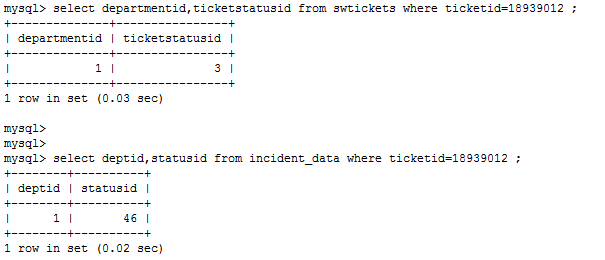 mysql> select departmentid,ticketstatusid from swtickets where ticketid=18939012 ;
+--------------+----------------+
| departmentid | ticketstatusid |
+--------------+----------------+
|            1 |              3 |
+--------------+----------------+
1 row in set (0.03 sec)

mysql>
mysql>
mysql> select deptid,statusid from incident_data where ticketid=18939012 ;
+--------+----------+
| deptid | statusid |
+--------+----------+
|      1 |       46 |
+--------+----------+
1 row in set (0.02 sec)